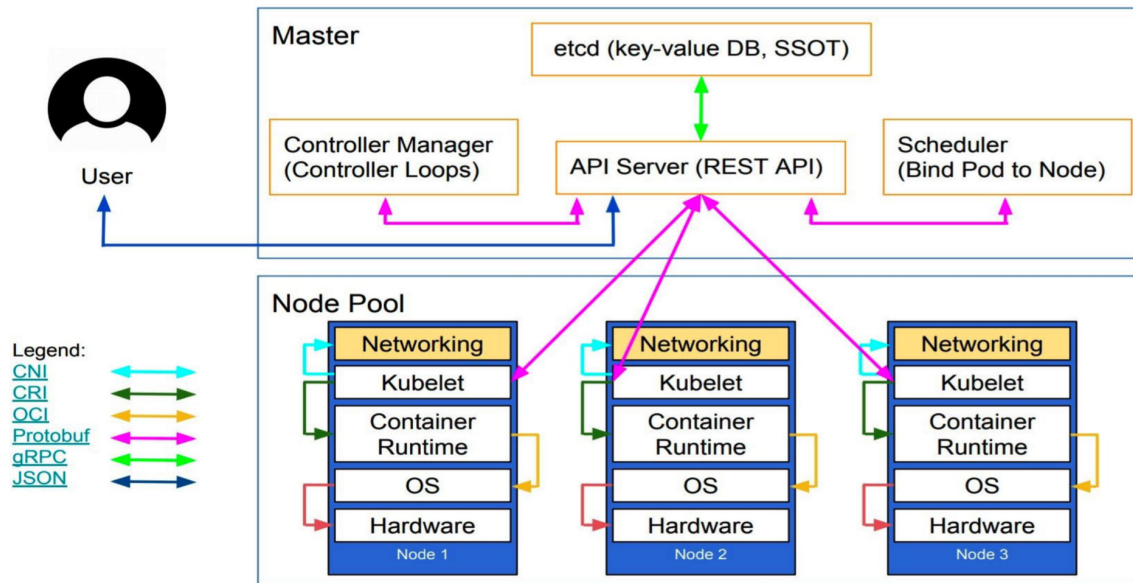 Master
etcd (key-value DB, SSOT)
Controller Manager
(Controller Loops)
API Server (REST API)
Scheduler
(Bind Pod to Node)
User
Node Pool
Legend:
CNI
CRI
OCI
Protobuf
gRPC
JSON
Networking
Kubelet
Container
Runtime
OS
Hardware
Node 1
Networking
Kubelet
Container
Runtime
OS
Hardware
Node 2
Networking
Kubelet
Container
Runtime
OS
Hardware
Node 3